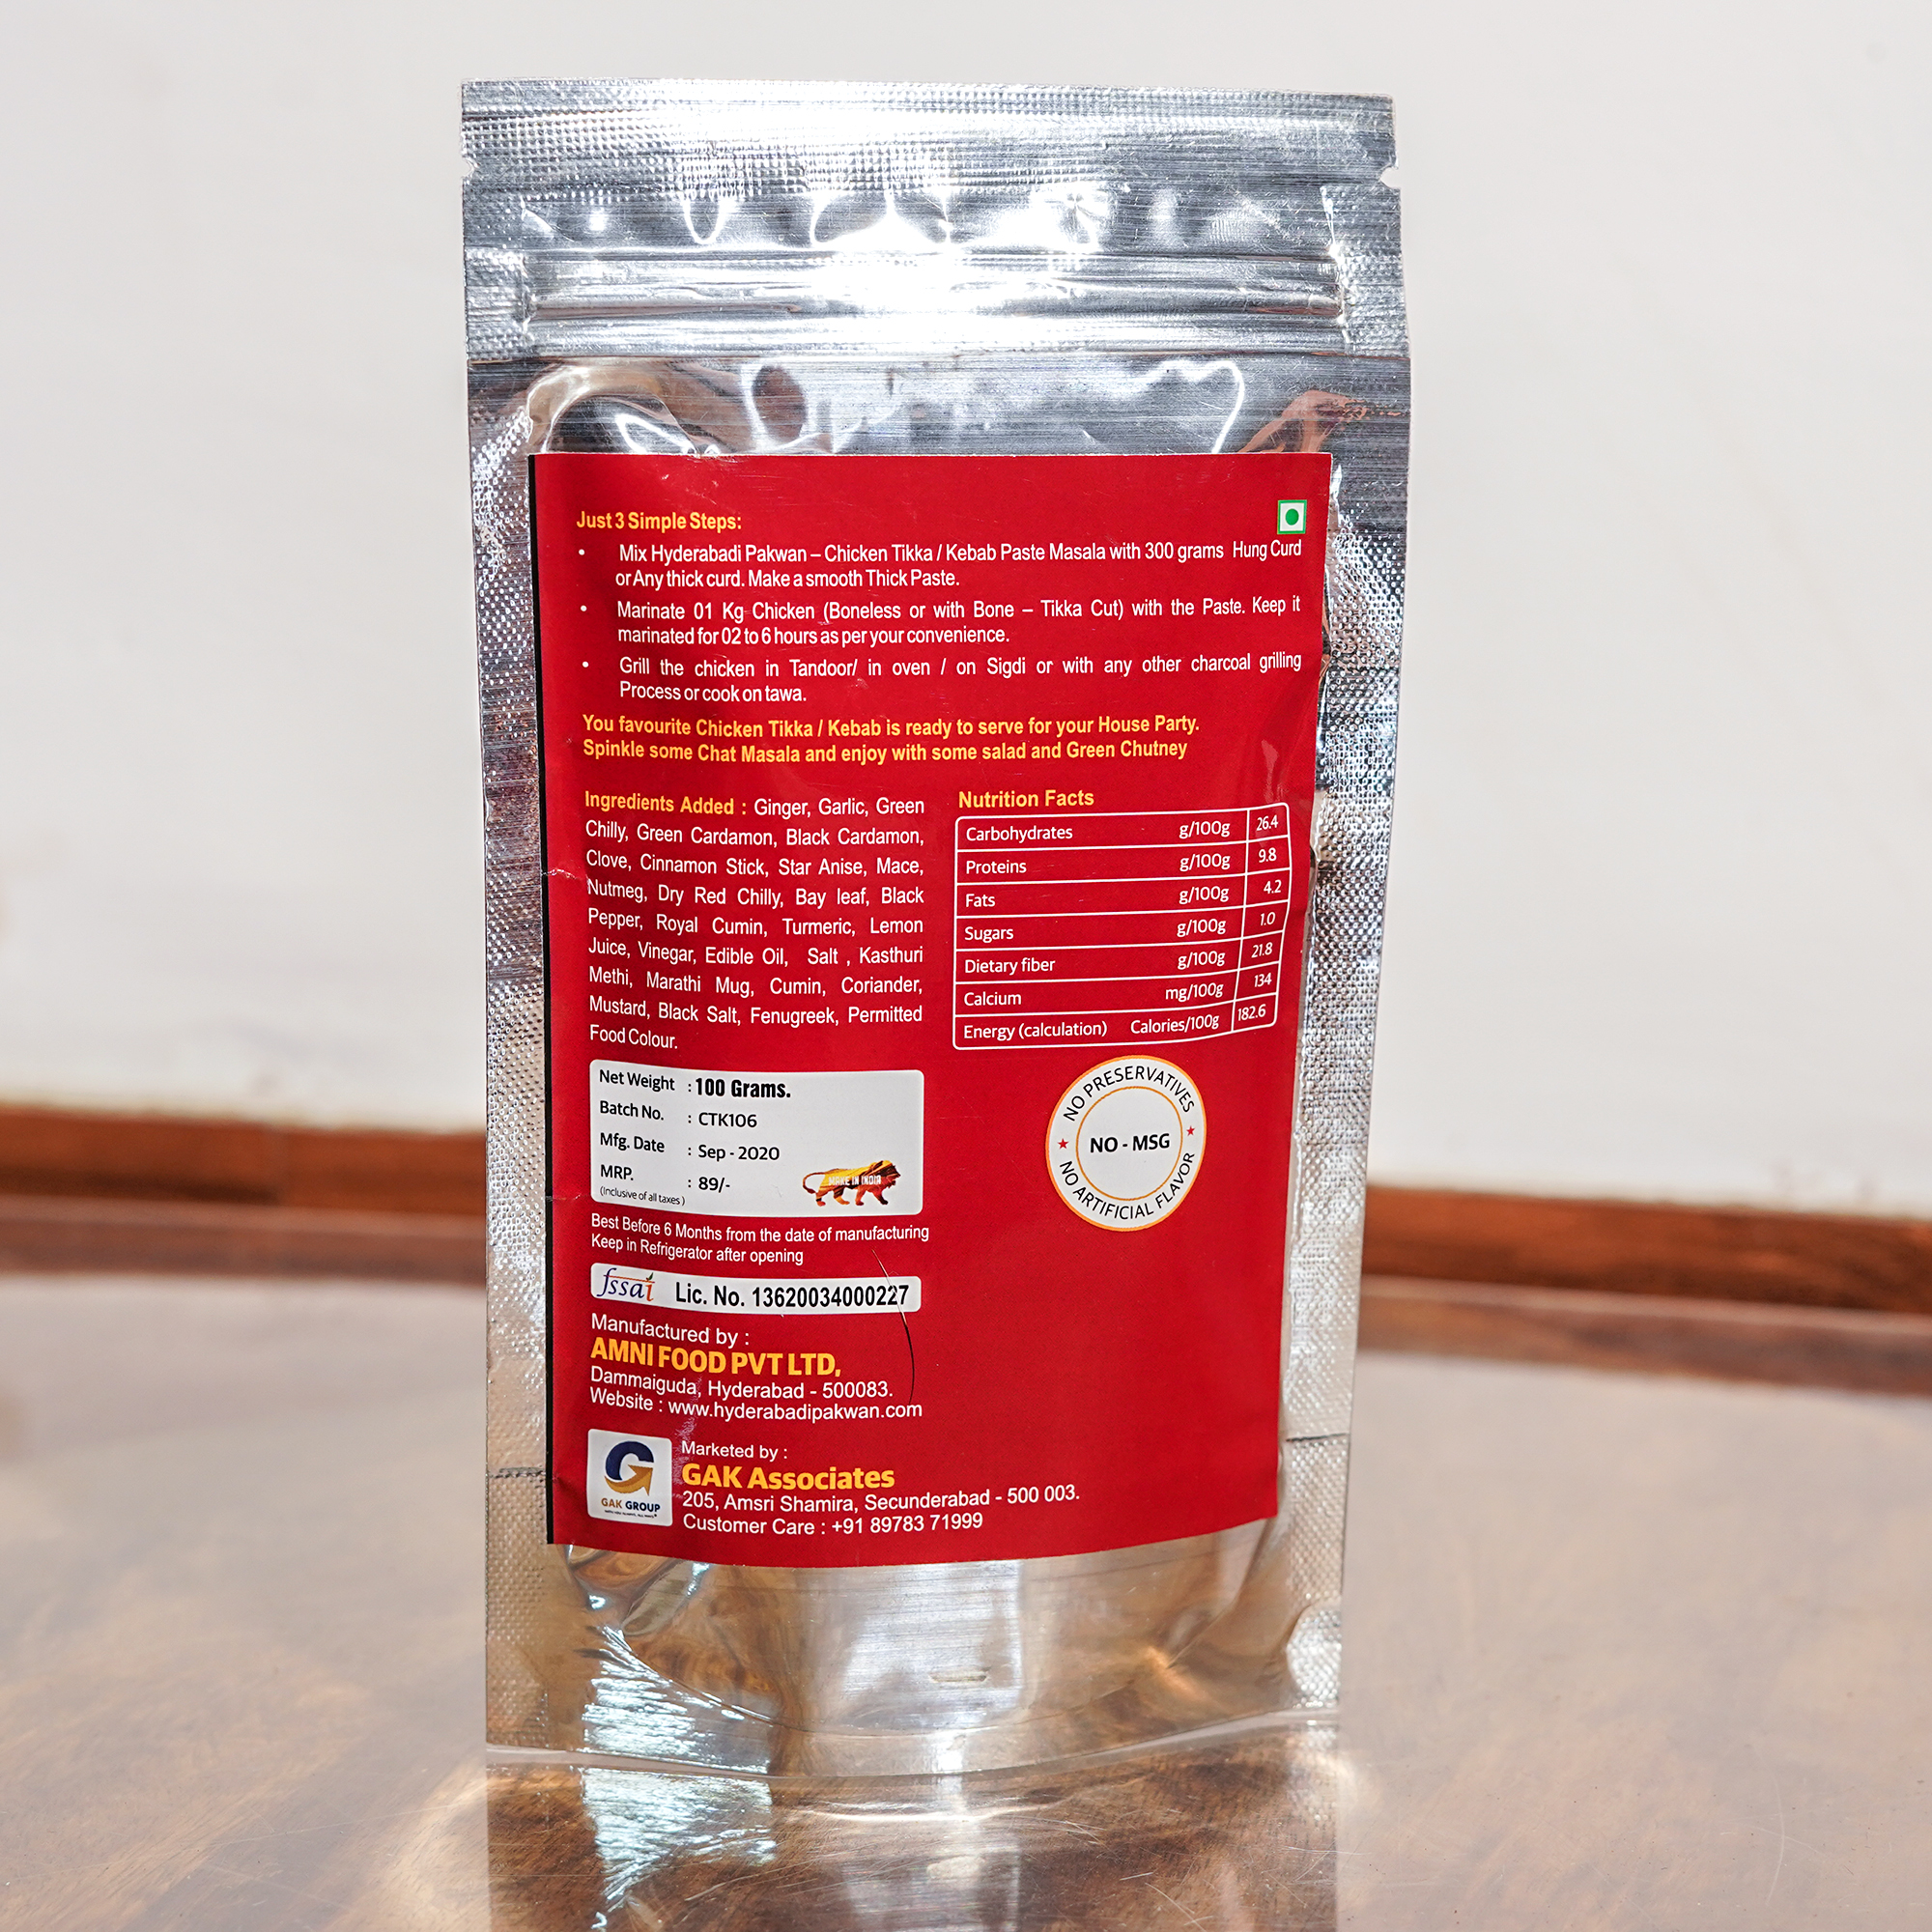 Just 3 Simple Steps:
• Mix Hyderabadi Pakwan – Chicken Tikka / Kebab Paste Masala with 300 grams Hung Curd
or Any thick curd. Make a smooth Thick Paste.
• Marinate 01 Kg Chicken (Boneless or with Bone – Tikka Cut) with the Paste. Keep it
marinated for 02 to 6 hours as per your convenience.
• Grill the chicken in Tandoor/ in oven / on Sigdi or with any other charcoal grilling
Process or cook on tawa.
You favourite Chicken Tikka / Kebab is ready to serve for your House Party.
Spinkle some Chat Masala and enjoy with some salad and Green Chutney
Ingredients Added : Ginger, Garlic, Green
Chilly, Green Cardamon, Black Cardamon,
Clove, Cinnamon Stick, Star Anise, Mace,
Nutmeg, Dry Red Chilly, Bay leaf, Black
Pepper, Royal Cumin, Turmeric, Lemon
Juice, Vinegar, Edible Oil, Salt , Kasthuri
Methi, Marathi Mug, Cumin, Coriander,
Mustard, Black Salt, Fenugreek, Permitted
Food Colour.
Nutrition Facts
Carbohydrates g/100g 26.4
Proteins g/100g 9.8
Fats g/100g 4.2
Sugars g/100g 1.0
Dietary fiber g/100g 21.8
Calcium mg/100g 134
Energy (calculation) Calories/100g 182.6
Net Weight : 100 Grams.
Batch No. : CTK106
Mfg. Date : Sep - 2020
MRP. : 89/-
(Inclusive of all taxes )
MAKE IN INDIA
NO PRESERVATIVES
NO - MSG
NO ARTIFICIAL FLAVOR
Best Before 6 Months from the date of manufacturing
Keep in Refrigerator after opening
fssai Lic. No. 13620034000227
Manufactured by :
AMNI FOOD PVT LTD,
Dammaiguda, Hyderabad - 500083.
Website : www.hyderabadipakwan.com
GAK GROUP
Marketed by :
GAK Associates
205, Amsri Shamira, Secunderabad - 500 003.
Customer Care : +91 89783 71999